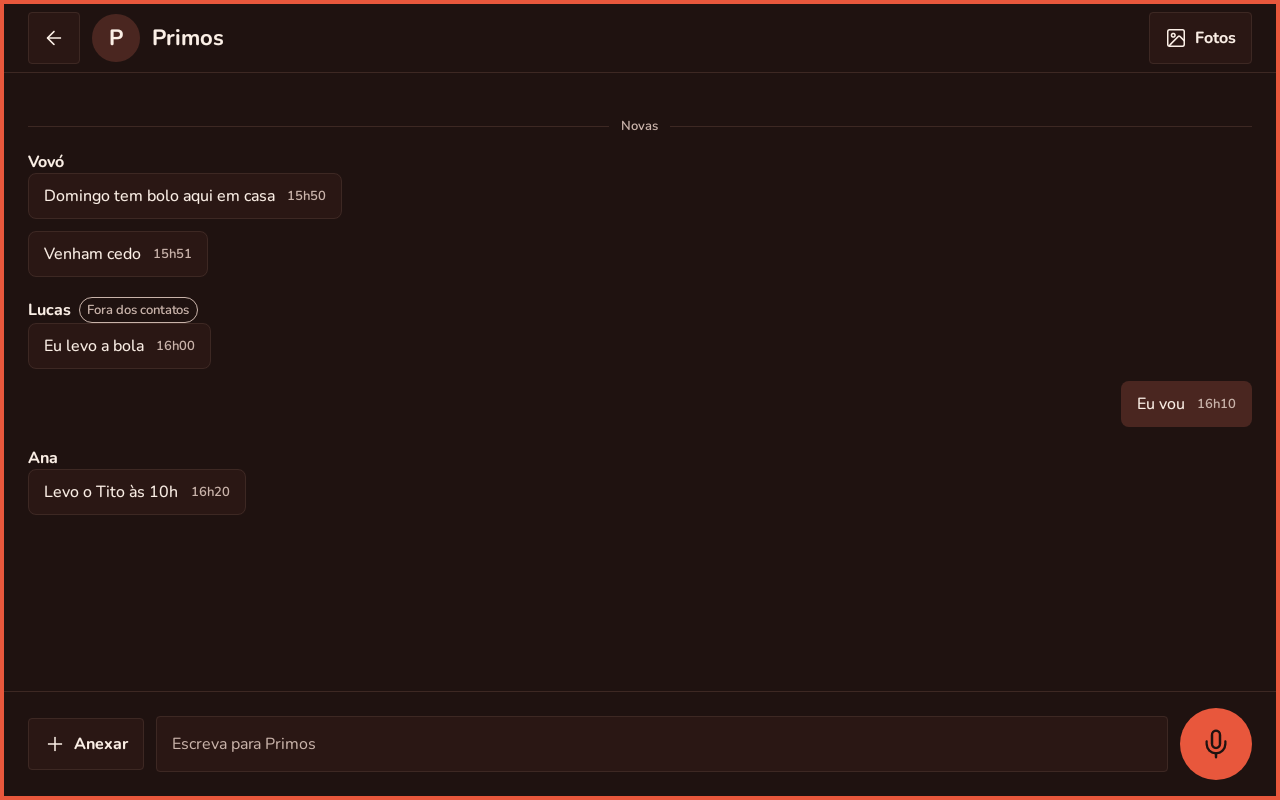 P Primos Fotos
Novas
Vovó
Domingo tem bolo aqui em casa 15h50
Venham cedo 15h51
Lucas Fora dos contatos
Eu levo a bola 16h00
Eu vou 16h10
Ana
Levo o Tito às 10h 16h20
Anexar Escreva para Primos